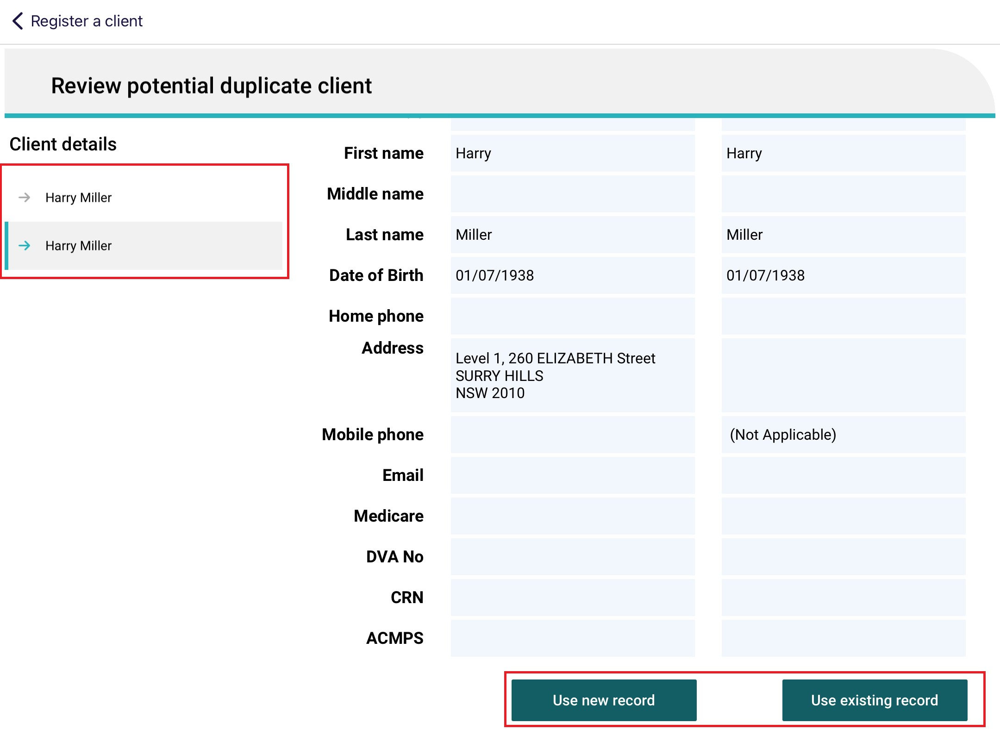 Register a client
Review potential duplicate client
Client details
Harry Miller
Harry Miller
First name Harry Harry
Middle name
Last name Miller Miller
Date of Birth 01/07/1938 01/07/1938
Home phone
Address Level 1, 260 ELIZABETH Street
SURRY HILLS
NSW 2010
Mobile phone (Not Applicable)
Email
Medicare
DVA No
CRN
ACMPS
Use new record Use existing record